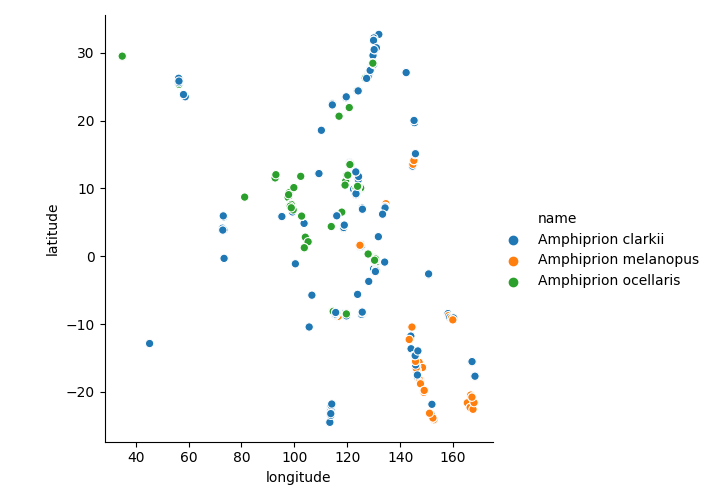 30
20
10
0
−10
−20
latitude
40
60
80
100
120
140
160
longitude
name
Amphiprion clarkii
Amphiprion melanopus
Amphiprion ocellaris